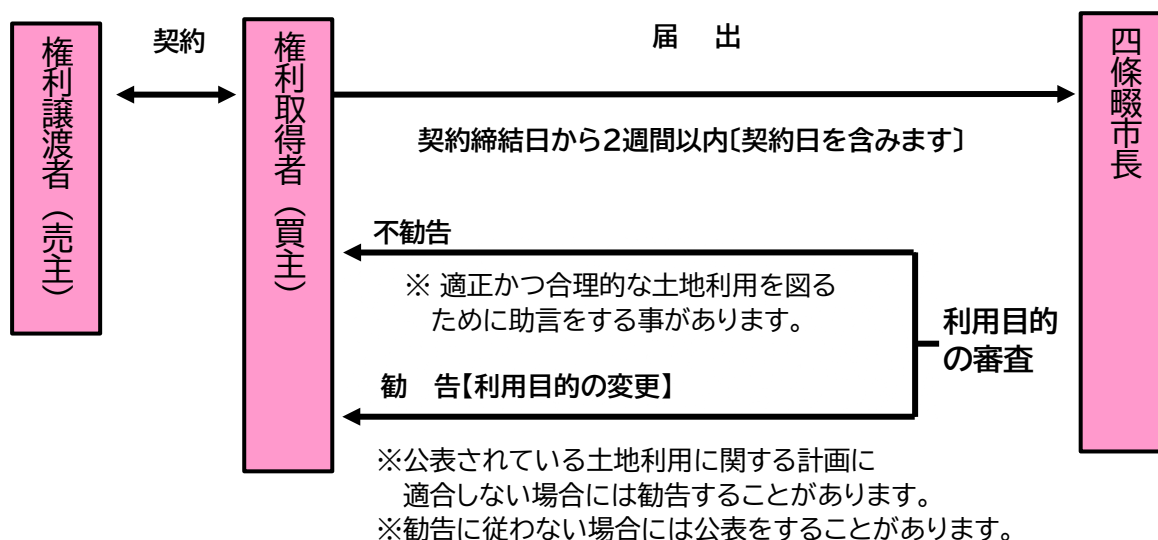 権利譲渡者（売主）
契約
権利取得者（買主）
届　出
四條畷市長
契約締結日から２週間以内〔契約日を含みます〕
不勧告
※ 適正かつ合理的な土地利用を図る
ために助言をする事があります。
利用目的
の審査
勧　告【利用目的の変更】
※公表されている土地利用に関する計画に
適合しない場合には勧告することがあります。
※勧告に従わない場合には公表をすることがあります。